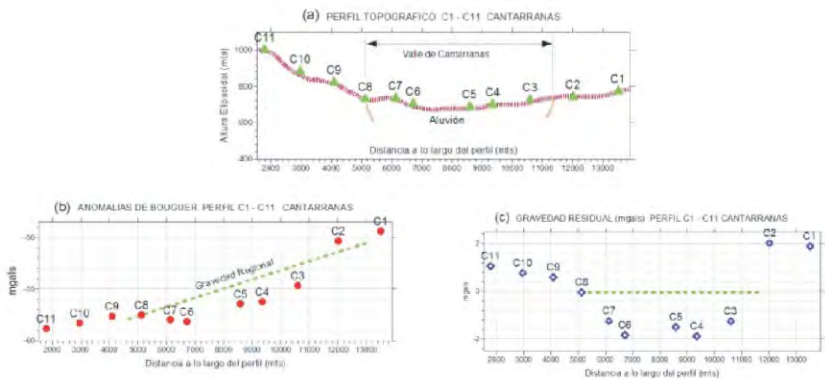 (a) PERFIL TOPOGRAFICO C1 - C11 CANTARRANAS
C11
C10
C9
C8
C7
C6
C5
C4
C3
C2
C1
Valle de Cantarranas
Aluvión
Altura Elipsoidal (mts)
1000
800
600
400
2000 3000 4000 5000 6000 7000 8000 9000 10000 11000 12000 13000
Distancia a lo largo del perfil (mts)
(b) ANOMALIAS DE BOUGUER PERFIL C1 - C11 CANTARRANAS
C11
C10
C9
C8
C7
C6
C5
C4
C3
C2
C1
Gravedad Regional
mgals
-50
-60
2000 3000 4000 5000 6000 7000 8000 9000 10000 11000 12000 13000
Distancia a lo largo del perfil (mts)
(c) GRAVEDAD RESIDUAL (mgals) PERFIL C1 - C11 CANTARRANAS
C11
C10
C9
C8
C7
C6
C5
C4
C3
C2
C1
mgals
2
0
-2
2000 3000 4000 5000 6000 7000 8000 9000 10000 11000 12000 13000
Distancia a lo largo del perfil (mts)